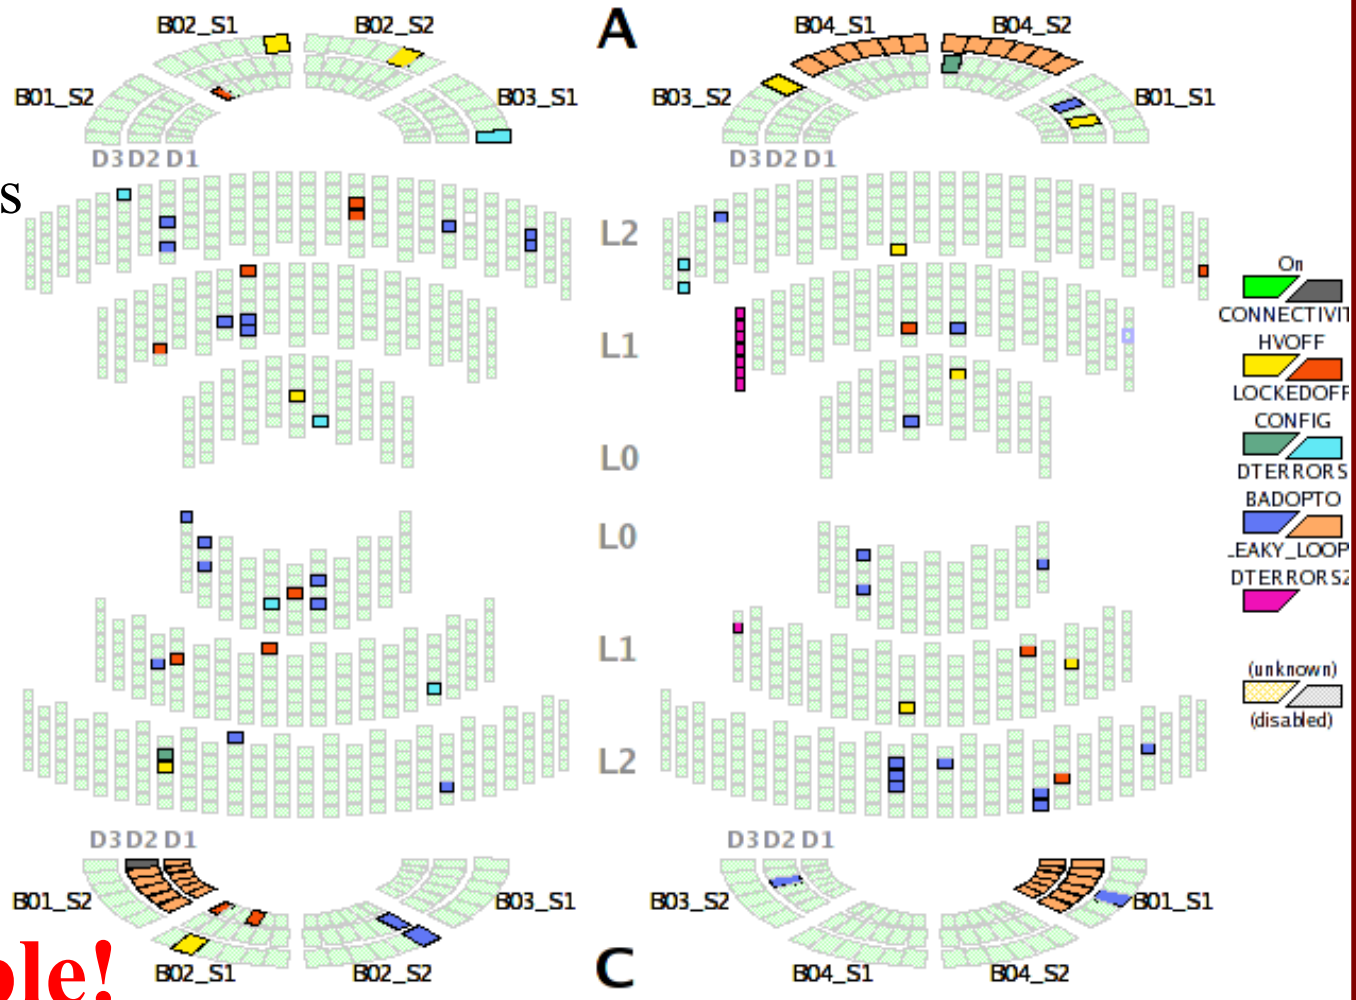 B02_S1 B02_S2 A B04_S1 B04_S2
B01_S2 B03_S1 B03_S2 B01_S1
D3 D2 D1 D3 D2 D1
s
L2
On
CONNECTIVIT
L1 HVOFF
LOCKEDOFF
CONFIG
L0 DTERRORS
BADOPTO
L0 _EAKY_LOOP
DTERRORS2
L1
(unknown)
(disabled)
L2
D3 D2 D1 D3 D2 D1
B01_S2 B03_S1 B03_S2 B01_S1
ple!
B02_S1 B02_S2 C B04_S1 B04_S2